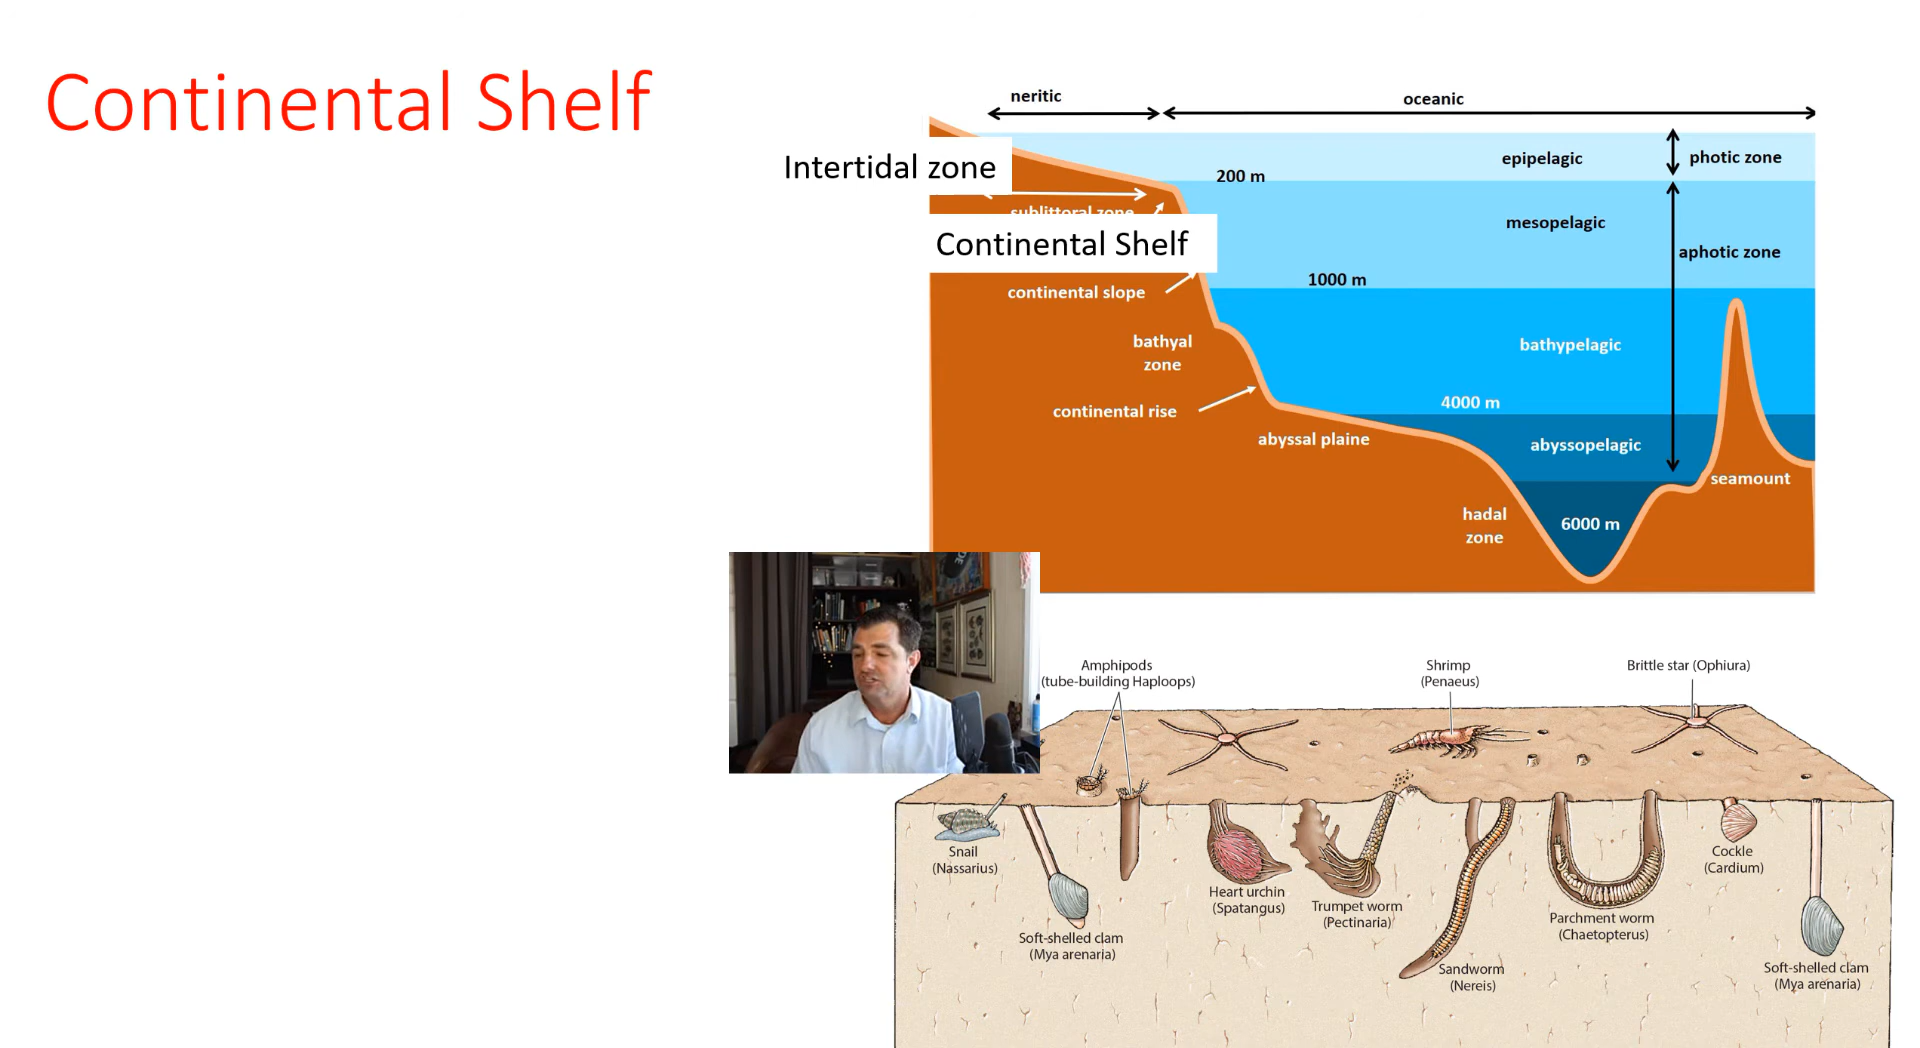 Continental Shelf
neritic
oceanic
Intertidal zone
epipelagic
photic zone
200 m
sublittoral zone
mesopelagic
Continental Shelf
aphotic zone
1000 m
continental slope
bathyal
zone
bathypelagic
4000 m
continental rise
abyssal plaine
abyssopelagic
seamount
hadal
zone
6000 m
Amphipods
(tube-building Haploops)
Shrimp
(Penaeus)
Brittle star (Ophiura)
Snail
(Nassarius)
Soft-shelled clam
(Mya arenaria)
Heart urchin
(Spatangus)
Trumpet worm
(Pectinaria)
Sandworm
(Nereis)
Parchment worm
(Chaetopterus)
Cockle
(Cardium)
Soft-shelled clam
(Mya arenaria)